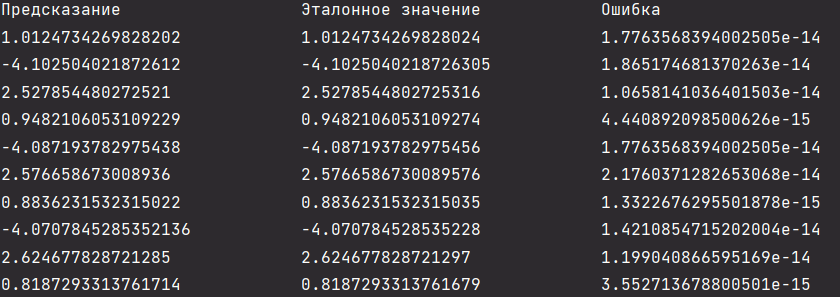 Предсказание Эталонное значение Ошибка
1.0124734269828202 1.0124734269828024 1.7763568394002505e-14
-4.102504021872612 -4.1025040218726305 1.865174681370263e-14
2.527854480272521 2.5278544802725316 1.0658141036401503e-14
0.9482106053109229 0.9482106053109274 4.440892098500626e-15
-4.087193782975438 -4.087193782975456 1.7763568394002505e-14
2.576658673008936 2.5766586730089576 2.1760371282653068e-14
0.8836231532315022 0.8836231532315035 1.3322676295501878e-15
-4.0707845285352136 -4.070784528535228 1.4210854715202004e-14
2.624677828721285 2.624677828721297 1.199040866595169e-14
0.8187293313761714 0.8187293313761679 3.552713678800501e-15